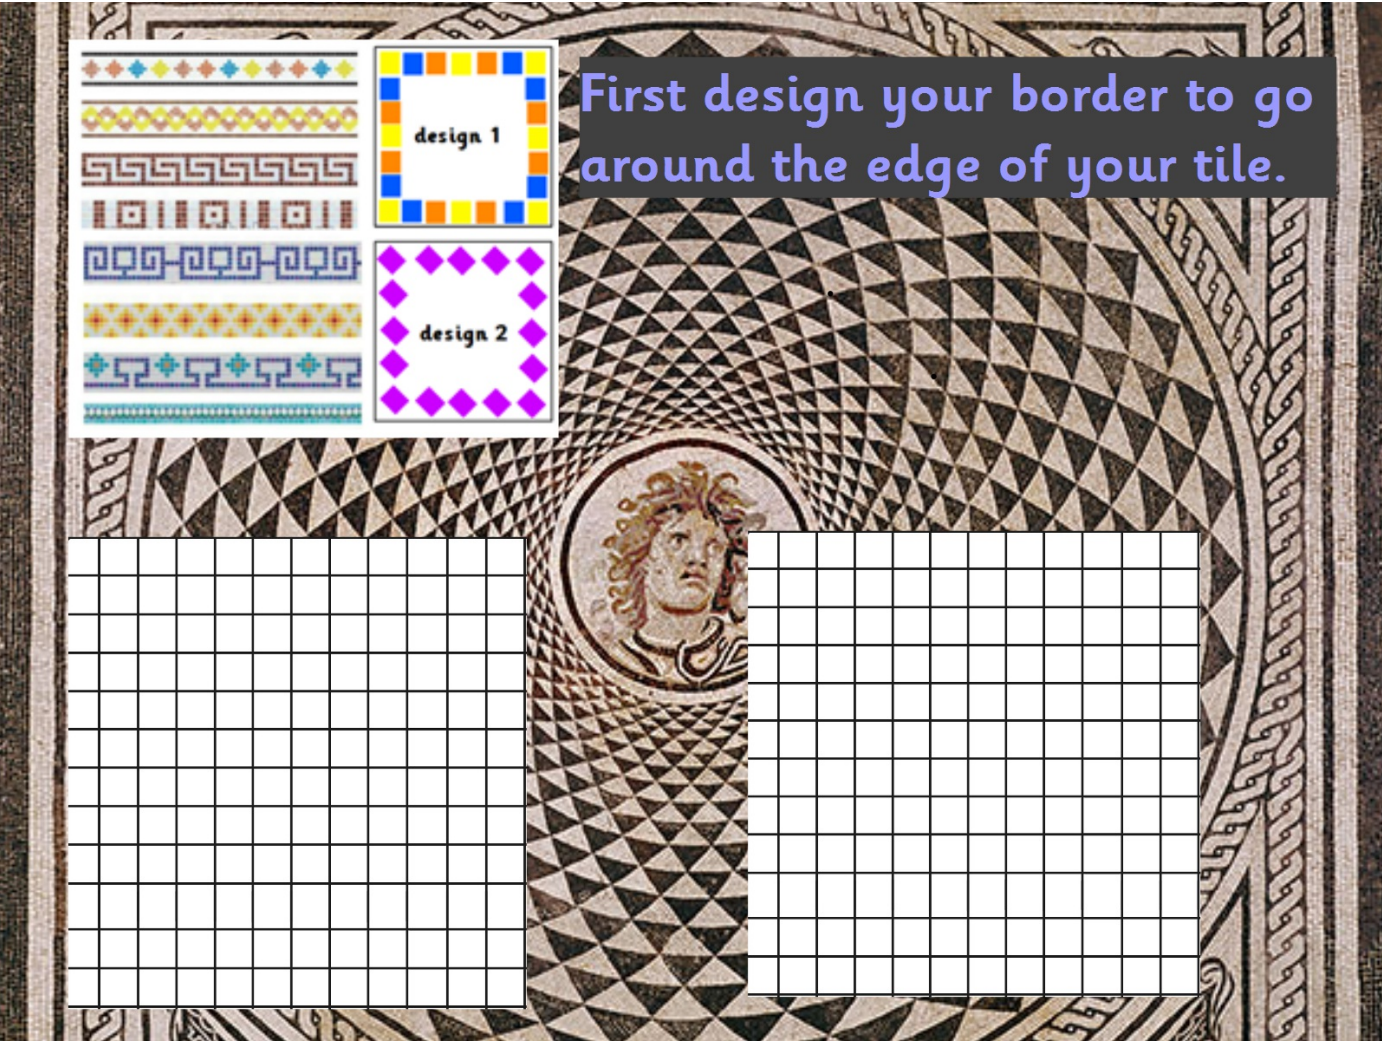 First design your border to go
around the edge of your tile.
design 1
design 2